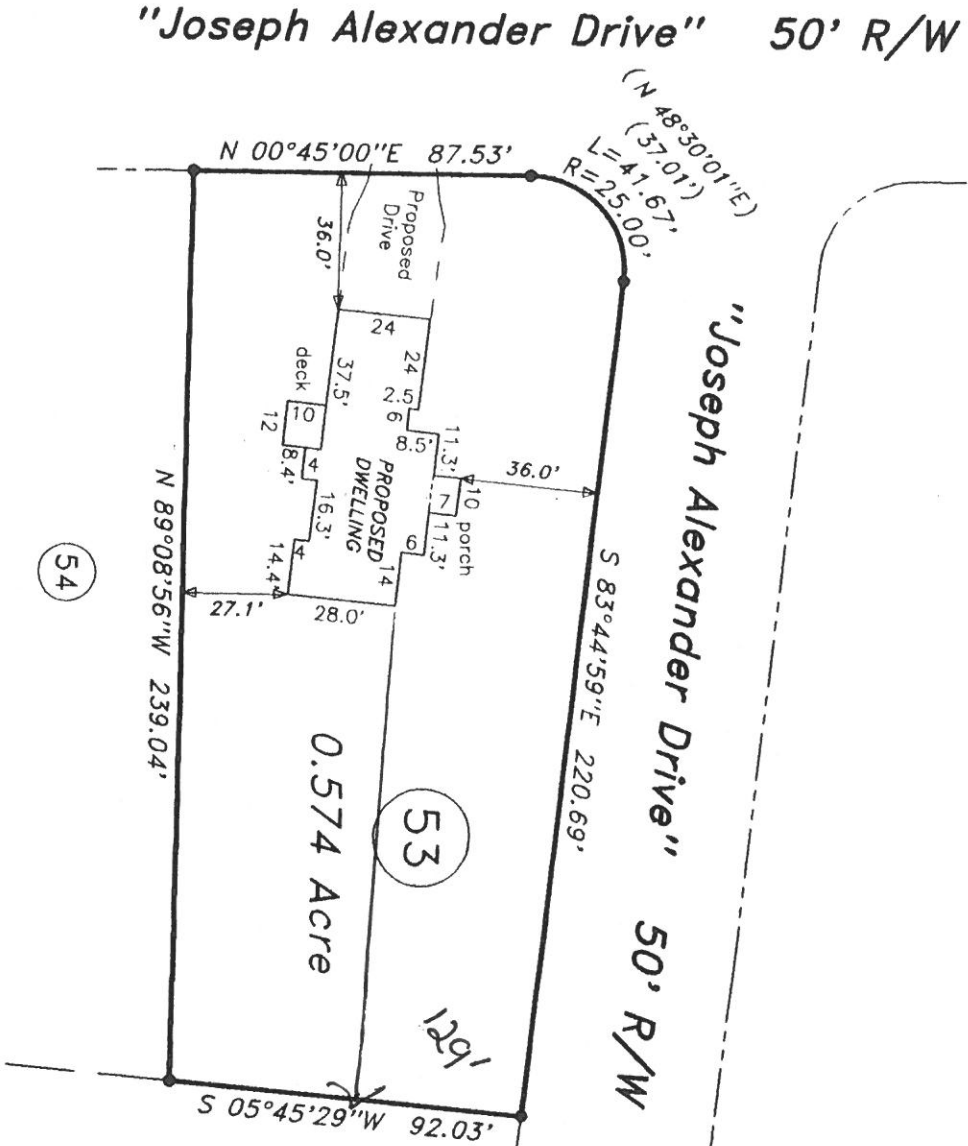 "Joseph Alexander Drive" 50' R/W
(N 48°30'01"E)
(37.01')
L=41.67'
R=25.00'
N 00°45'00"E 87.53'
Proposed
Drive
36.0'
24
24
37.5'
2.5
6
8.5'
11.3'
deck
10
12
8.4'
4
16.3'
4
14.4'
PROPOSED
DWELLING
10
7
porch
11.3'
6
14
28.0'
36.0'
27.1'
"Joseph Alexander Drive" 50' R/W
S 83°44'59"E 220.69'
N 89°08'56"W 239.04'
54
53
0.574 Acre
129'
S 05°45'29"W 92.03'